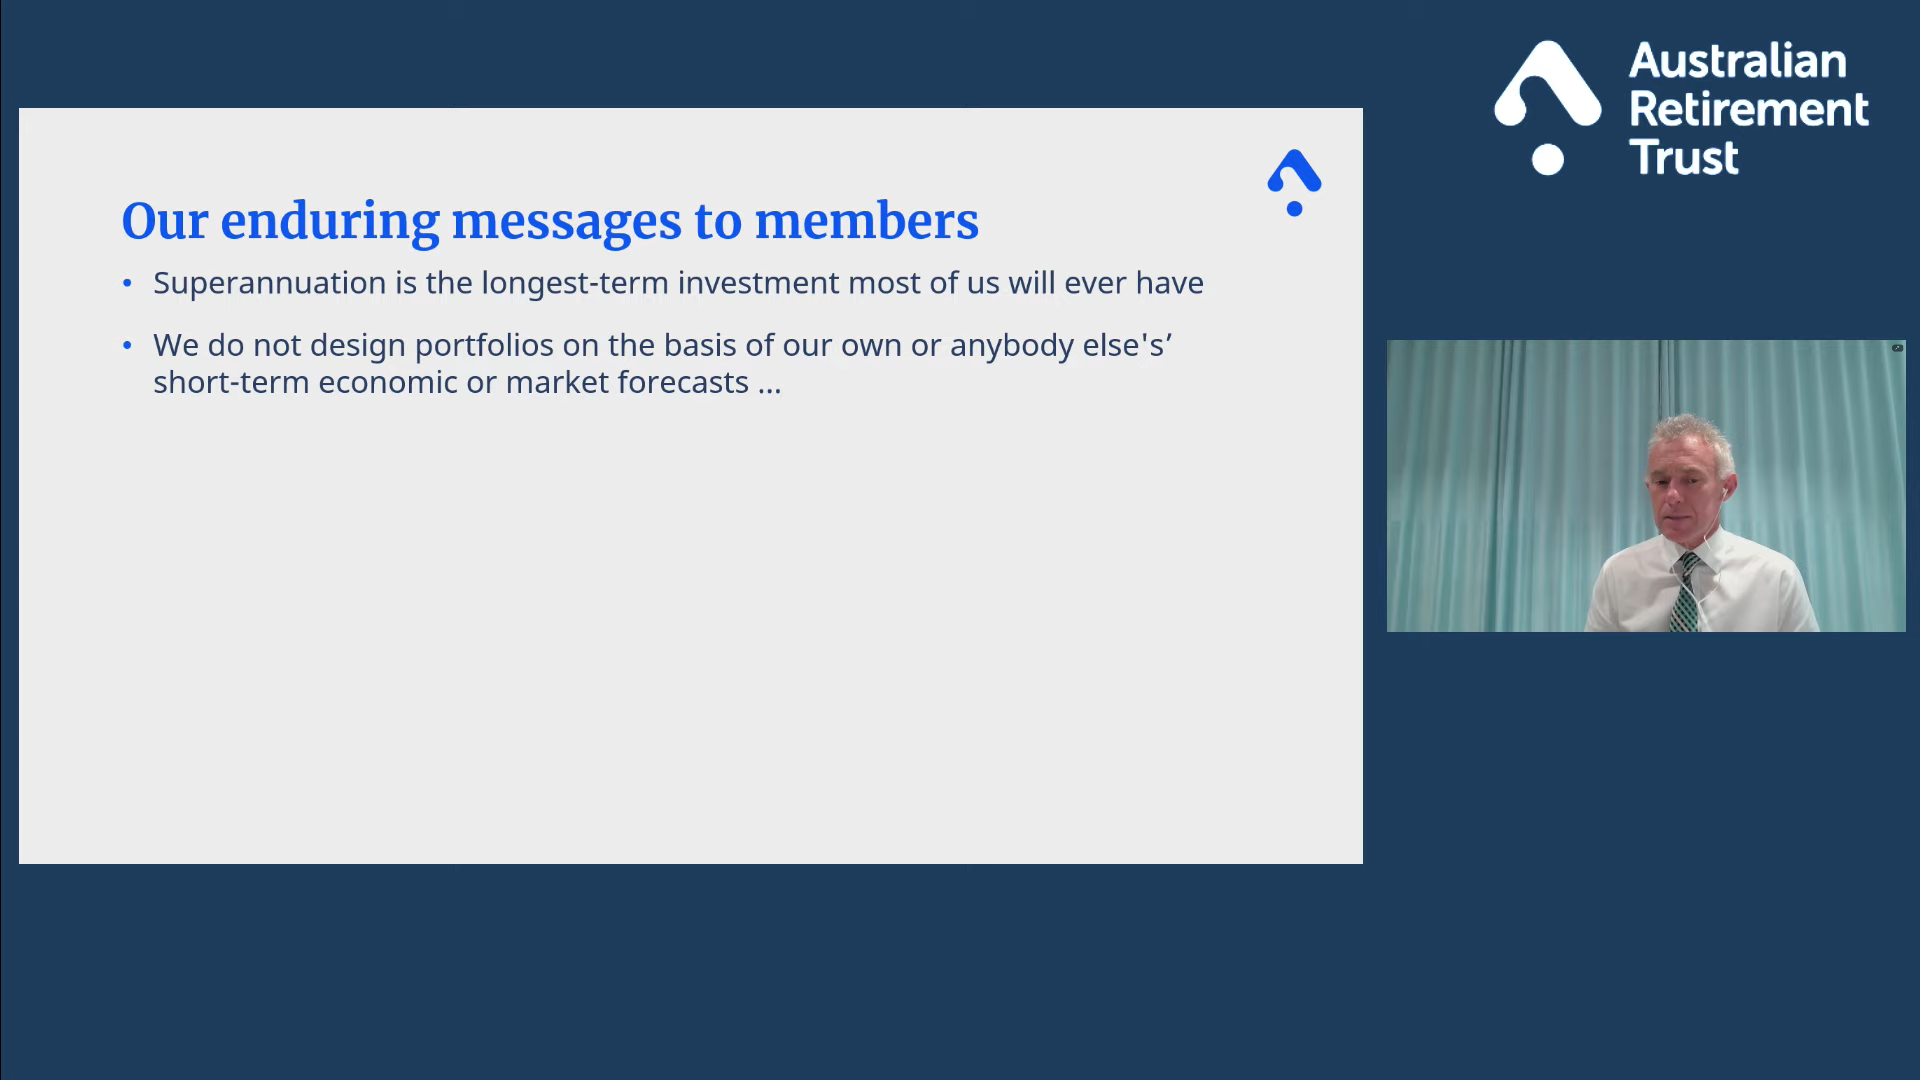 Australian
Retirement
Trust
Our enduring messages to members
• Superannuation is the longest-term investment most of us will ever have
• We do not design portfolios on the basis of our own or anybody else's’
short-term economic or market forecasts ...